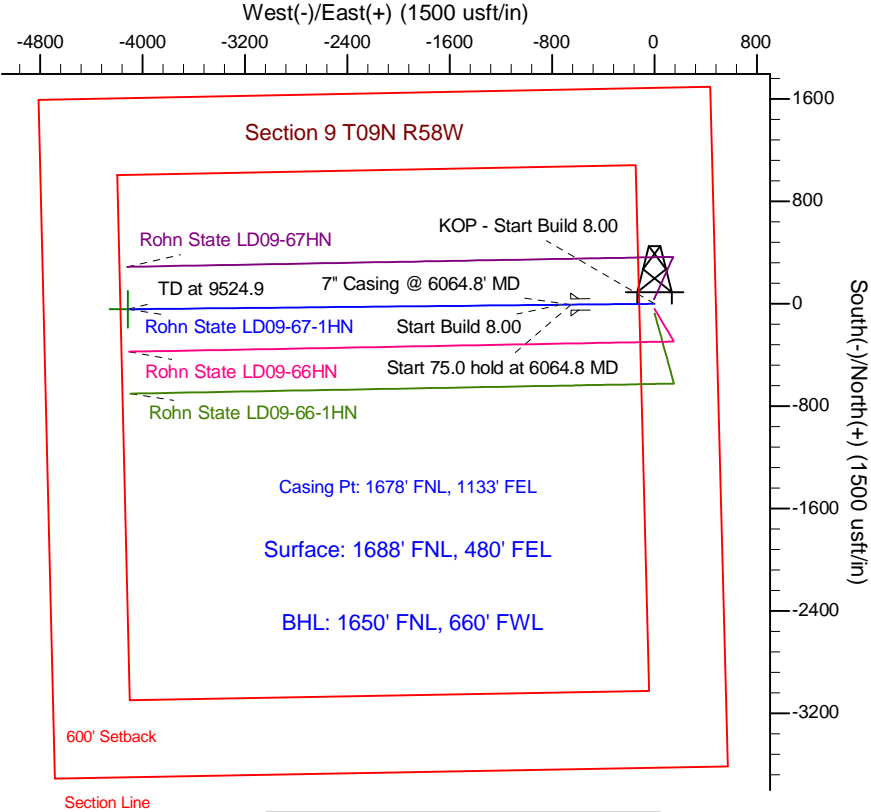 West(-)/East(+) (1500 usft/in)
-4800 -4000 -3200 -2400 -1600 -800 0 800
1600
Section 9 T09N R58W
800
KOP - Start Build 8.00
Rohn State LD09-67HN
TD at 9524.9
7" Casing @ 6064.8' MD
0
Rohn State LD09-67-1HN
Start Build 8.00
Rohn State LD09-66HN
Start 75.0 hold at 6064.8 MD
-800
Rohn State LD09-66-1HN
South(-)/North(+) (1500 usft/in)
Casing Pt: 1678' FNL, 1133' FEL
-1600
Surface: 1688' FNL, 480' FEL
-2400
BHL: 1650' FNL, 660' FWL
-3200
600' Setback
Section Line